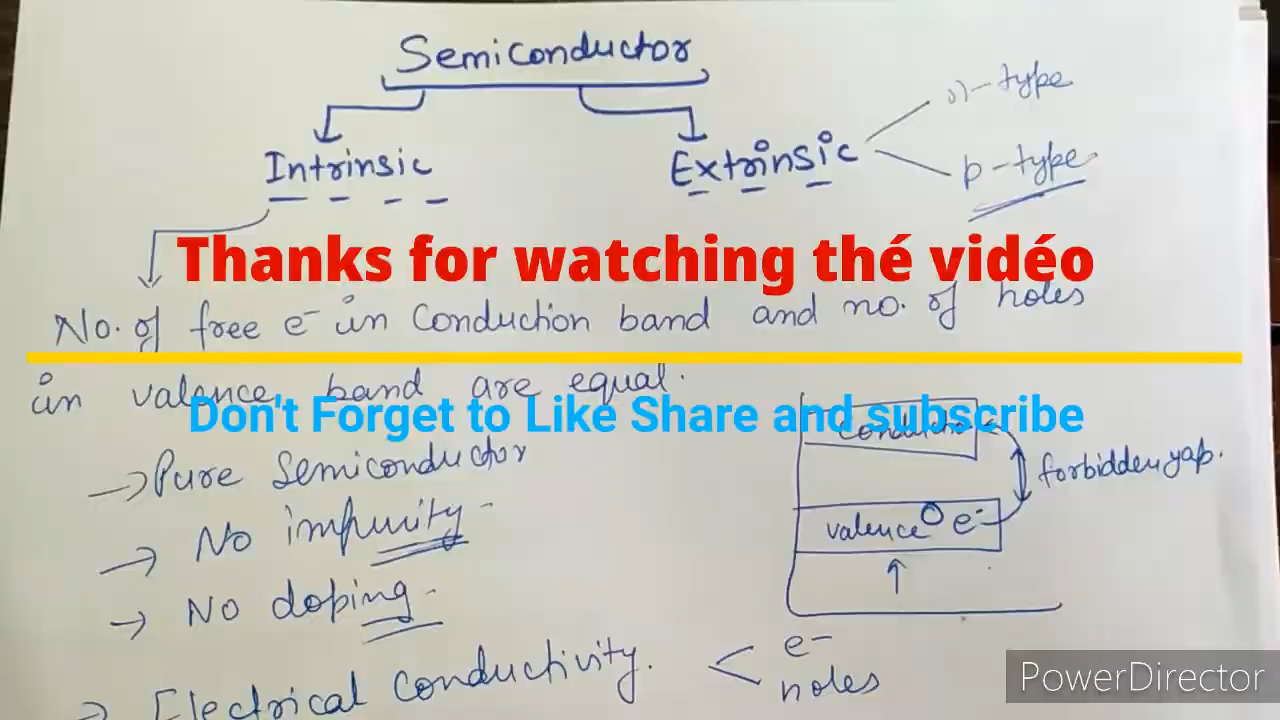 Semiconductor
Intrinsic
Extrinsic
n-type
p-type
Thanks for watching thé vidéo
No. of free e- in conduction band and no. of holes
in valence band are equal.
Don't Forget to Like Share and subscribe
→ Pure Semiconductor
→ No impurity
→ No doping
→ Electrical conductivity. < e-
holes
conduction
forbidden gap.
valence e-
PowerDirector